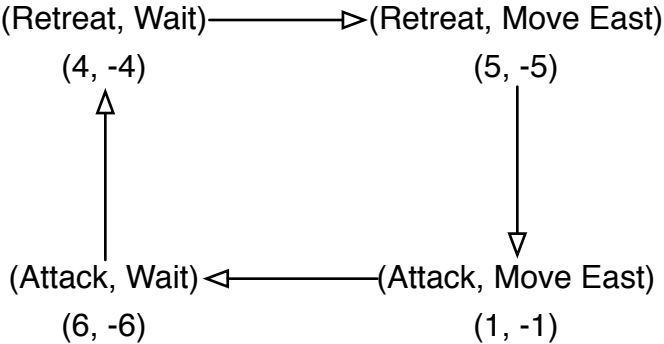 (Retreat, Wait) (Retreat, Move East)
(4, -4) (5, -5)
(Attack, Wait) (Attack, Move East)
(6, -6) (1, -1)